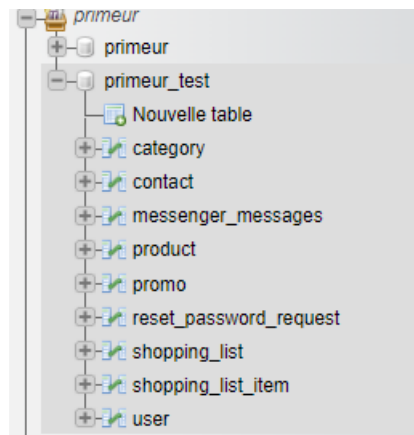 primeur
primeur
primeur_test
Nouvelle table
category
contact
messenger_messages
product
promo
reset_password_request
shopping_list
shopping_list_item
user